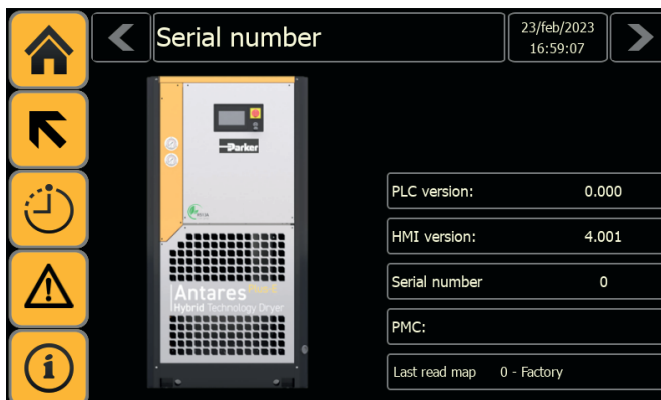 Serial number
23/feb/2023
16:59:07
Parker
Antares Plus-E
Hybrid Technology Dryer
PLC version: 0.000
HMI version: 4.001
Serial number 0
PMC:
Last read map 0 - Factory